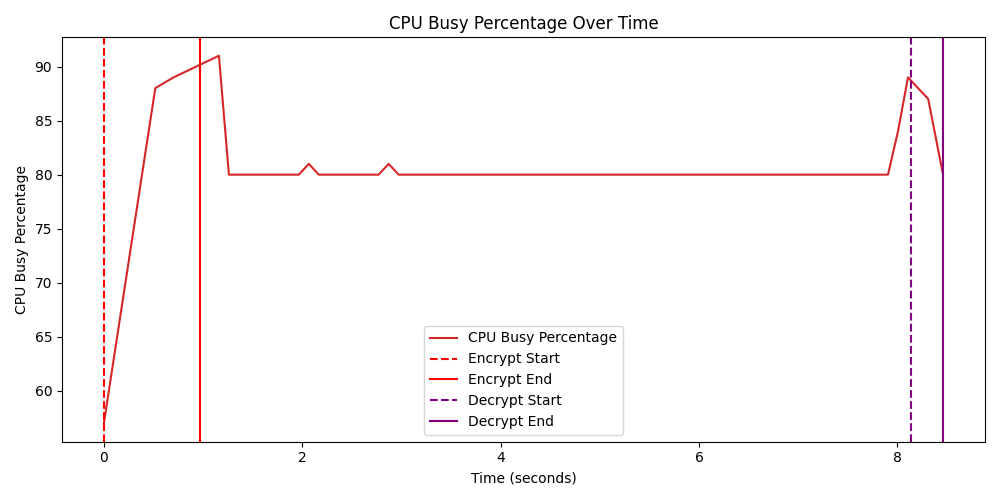 CPU Busy Percentage Over Time
CPU Busy Percentage
90
85
80
75
70
65
60
CPU Busy Percentage
Encrypt Start
Encrypt End
Decrypt Start
Decrypt End
0 2 4 6 8
Time (seconds)